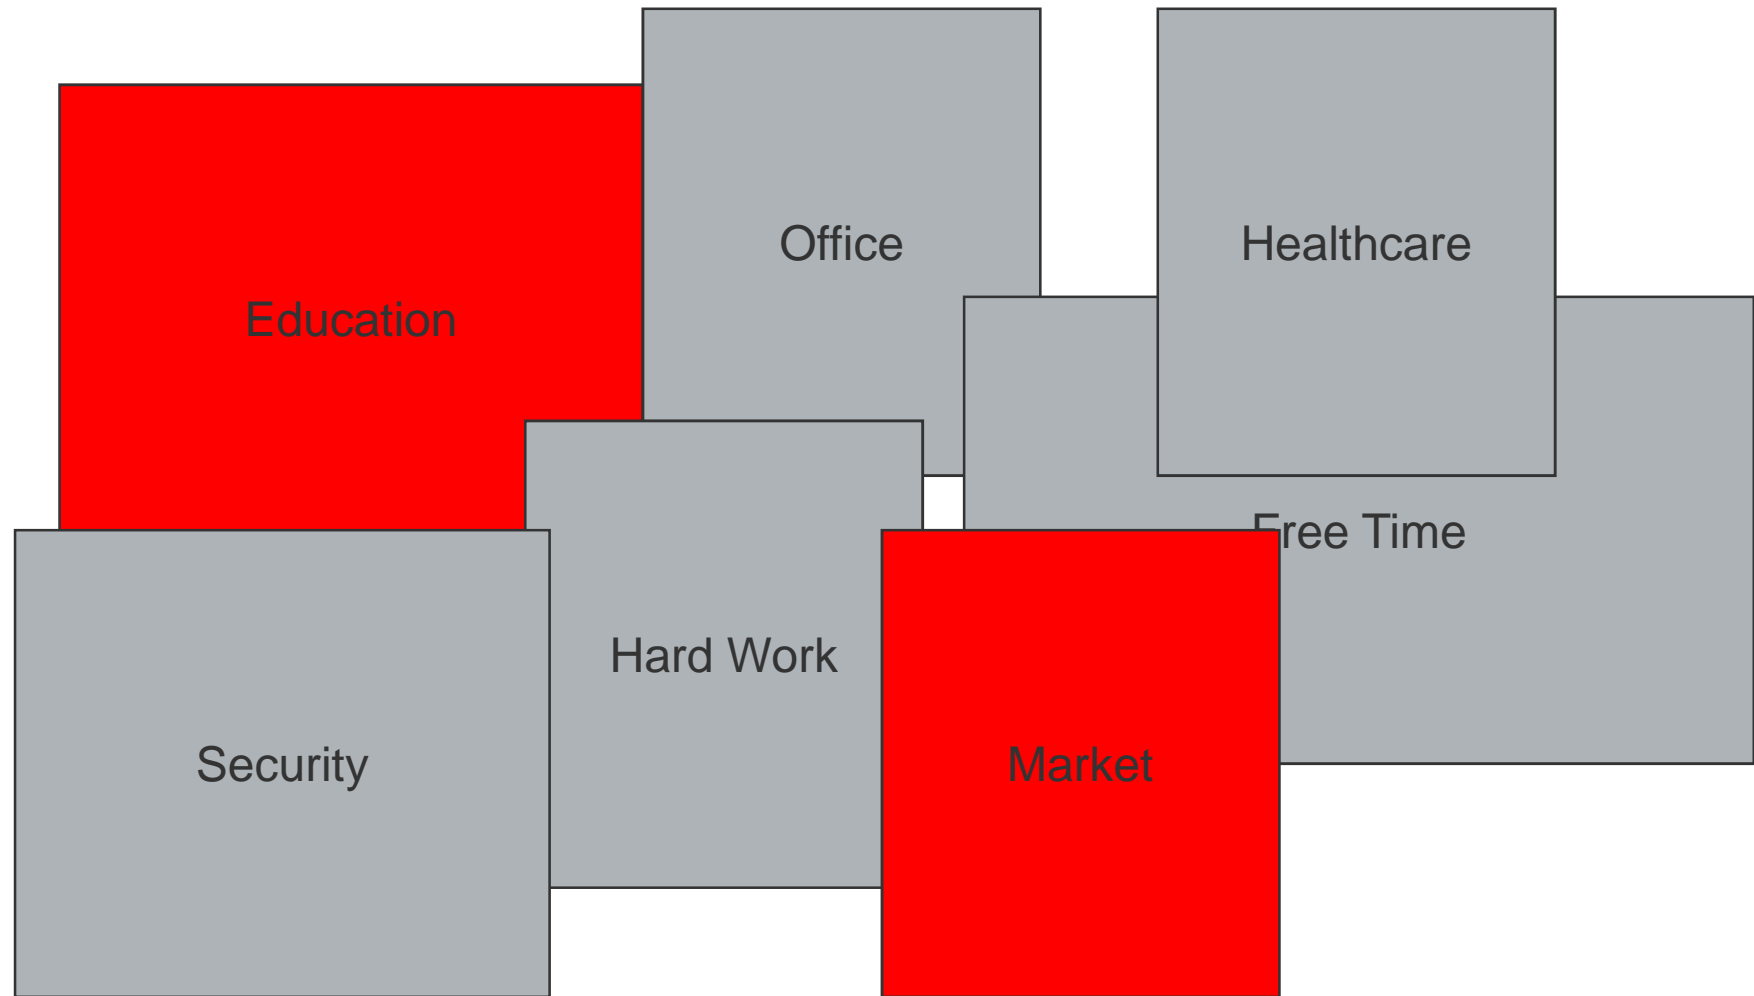 Office
Healthcare
Education
Free Time
Hard Work
Security
Market